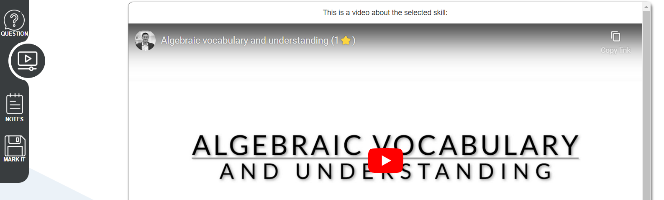 This is a video about the selected skill:
QUESTION
Algebraic vocabulary and understanding (1⭐)
Copy link
NOTES
MARK IT
ALGEBRAIC VOCABULARY
AND UNDERSTANDING